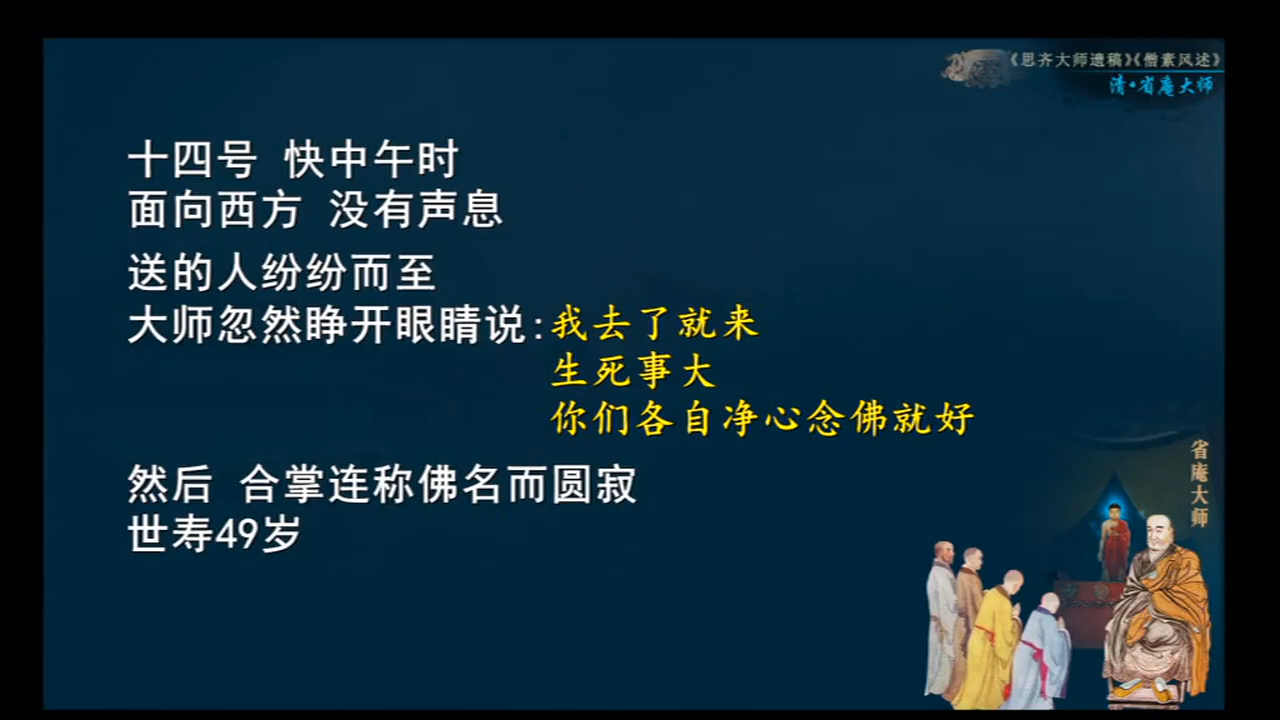 《思齐大师遗稿》《僧素风述》
清·省庵大师
十四号 快中午时
面向西方 没有声息
送的人纷纷而至
大师忽然睁开眼睛说:我去了就来
生死事大
你们各自净心念佛就好
然后 合掌连称佛名而圆寂
世寿49岁
省庵大师